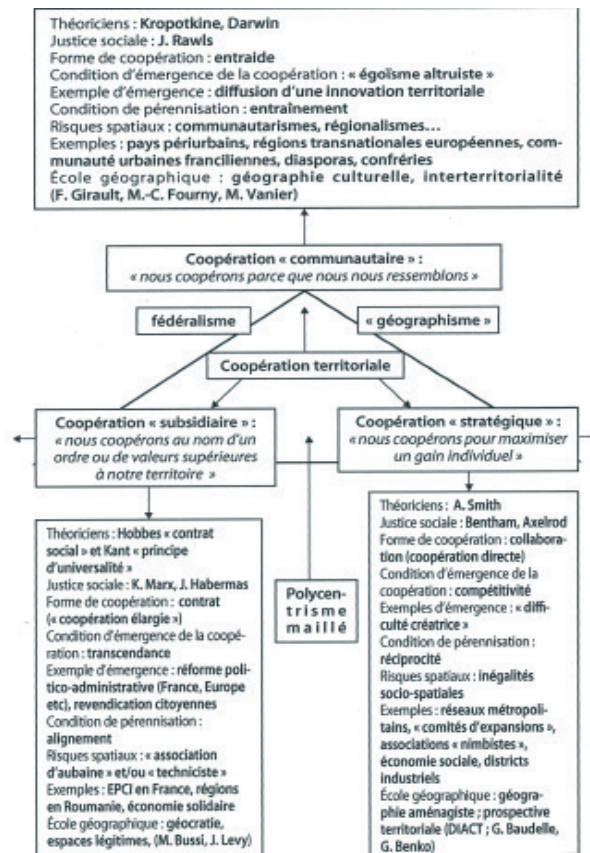 Théoriciens : Kropotkine, Darwin
Justice sociale : J. Rawls
Forme de coopération : entraide
Condition d'émergence de la coopération : « égoïsme altruiste »
Exemple d'émergence : diffusion d'une innovation territoriale
Condition de pérennisation : entraînement
Risques spatiaux : communautarismes, régionalismes...
Exemples : pays périurbains, régions transnationales européennes, com-
munauté urbaines franciliennes, diasporas, confréries
École géographique : géographie culturelle, interterritorialité
(F. Girault, M.-C. Fourny, M. Vanier)
Coopération « communautaire » :
« nous coopérons parce que nous nous ressemblons »
fédéralisme
« géographisme »
Coopération territoriale
Coopération « subsidiaire » :
« nous coopérons au nom d'un
ordre ou de valeurs supérieures
à notre territoire »
Coopération « stratégique » :
« nous coopérons pour maximiser
un gain individuel »
Théoriciens : Hobbes « contrat
social » et Kant « principe
d'universalité »
Justice sociale : K. Marx, J. Habermas
Forme de coopération : contrat
(« coopération élargie »)
Condition d'émergence de la coopé-
ration : transcendance
Exemple d'émergence : réforme poli-
tico-administrative (France, Europe
etc), revendication citoyennes
Condition de pérennisation :
alignement
Risques spatiaux : « association
d'aubaine » et/ou « techniciste »
Exemples : EPCI en France, régions
en Roumanie, économie solidaire
École géographique : géocratie,
espaces légitimes, (M. Bussi, J. Levy)
Polycen-
trisme
maillé
Théoriciens : A. Smith
Justice sociale : Bentham, Axelrod
Forme de coopération : collabora-
tion (coopération directe)
Condition d'émergence de la
coopération : compétitivité
Exemples d'émergence : « diffi-
culté créatrice »
Condition de pérennisation :
réciprocité
Risques spatiaux : inégalités
socio-spatiales
Exemples : réseaux métropoli-
tains, « comités d'expansions »,
associations « nimbistes »,
économie sociale, districts
industriels
École géographique : géogra-
phie aménagiste ; prospective
territoriale (DIACT ; G. Baudelle,
G. Benko)